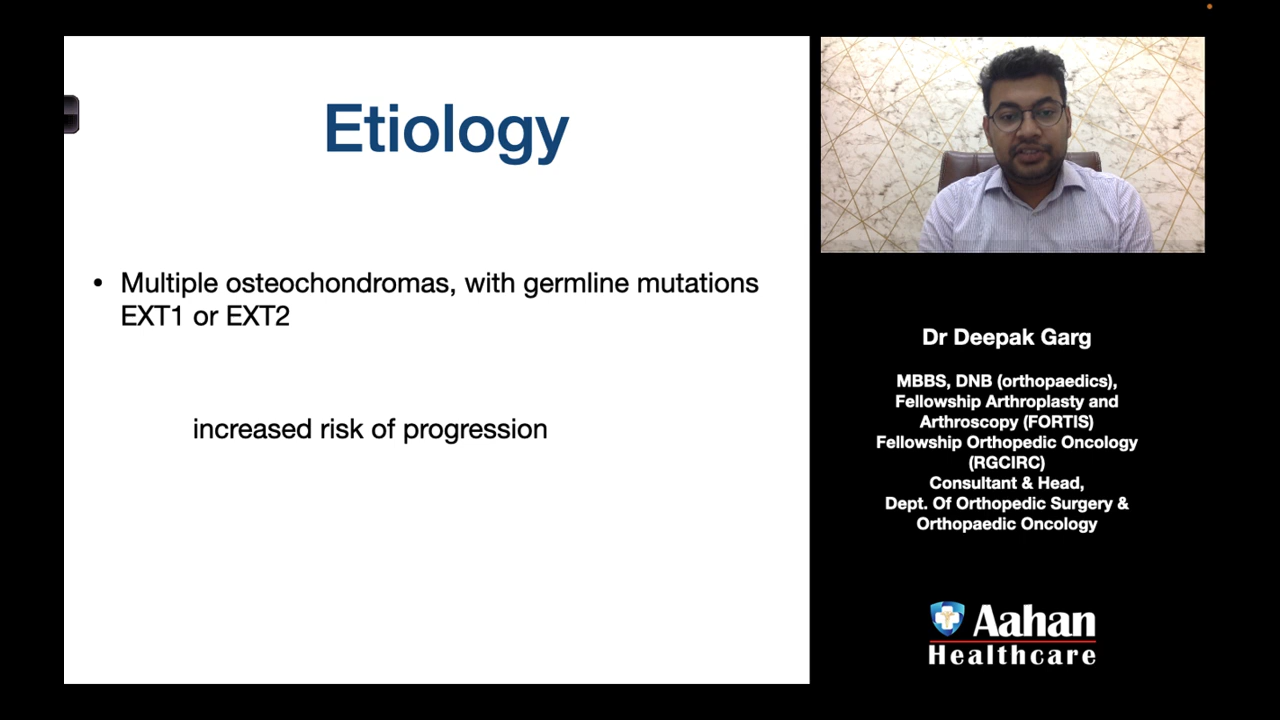 Etiology
• Multiple osteochondromas, with germline mutations
EXT1 or EXT2
increased risk of progression
Dr Deepak Garg
MBBS, DNB (orthopaedics),
Fellowship Arthroplasty and
Arthroscopy (FORTIS)
Fellowship Orthopedic Oncology
(RGCIRC)
Consultant & Head,
Dept. Of Orthopedic Surgery &
Orthopaedic Oncology
Aahan
Healthcare